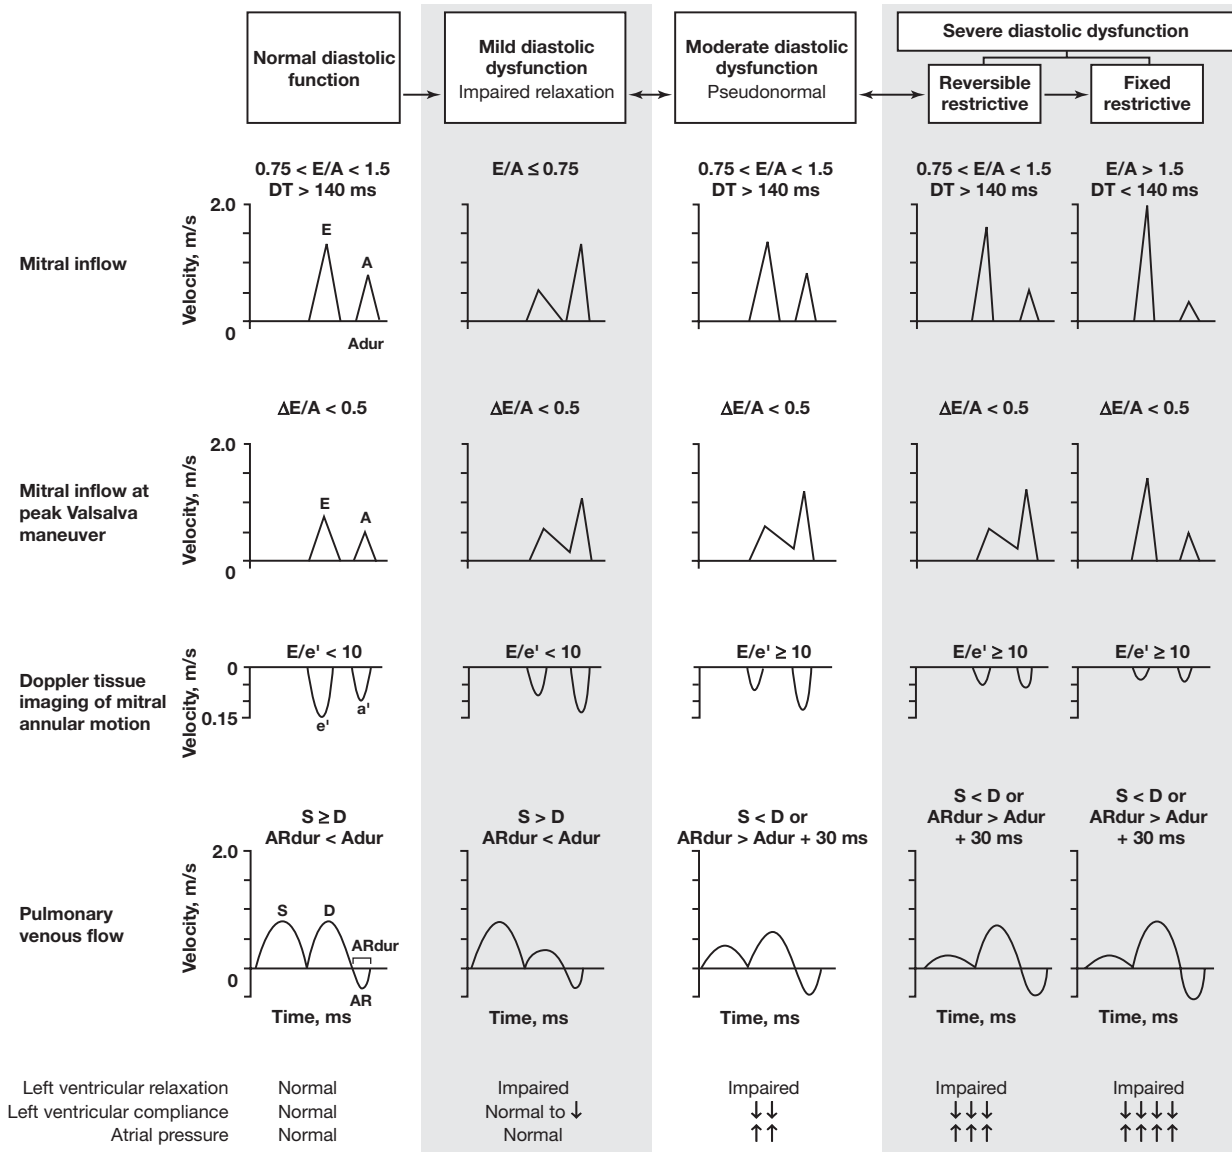 Normal diastolic
function
Mild diastolic
dysfunction
Impaired relaxation
Moderate diastolic
dysfunction
Pseudonormal
Severe diastolic dysfunction
Reversible
restrictive
Fixed
restrictive
Mitral inflow
Velocity, m/s
2.0
0
0.75 < E/A < 1.5
DT > 140 ms
E
A
Adur
E/A ≤ 0.75
0.75 < E/A < 1.5
DT > 140 ms
0.75 < E/A < 1.5
DT > 140 ms
E/A > 1.5
DT < 140 ms
Mitral inflow at
peak Valsalva
maneuver
Velocity, m/s
2.0
0
ΔE/A < 0.5
E
A
ΔE/A < 0.5
ΔE/A < 0.5
ΔE/A < 0.5
ΔE/A < 0.5
Doppler tissue
imaging of mitral
annular motion
Velocity, m/s
0
0.15
E/e' < 10
e'
a'
E/e' < 10
E/e' ≥ 10
E/e' ≥ 10
E/e' ≥ 10
Pulmonary
venous flow
Velocity, m/s
2.0
0
S ≥ D
ARdur < Adur
S
D
ARdur
AR
Time, ms
S > D
ARdur < Adur
Time, ms
S < D or
ARdur > Adur + 30 ms
Time, ms
S < D or
ARdur > Adur
+ 30 ms
Time, ms
S < D or
ARdur > Adur
+ 30 ms
Time, ms
Left ventricular relaxation Normal Impaired Impaired Impaired Impaired
Left ventricular compliance Normal Normal to ↓ ↓↓ ↓↓↓ ↓↓↓↓
Atrial pressure Normal Normal ↑↑ ↑↑↑ ↑↑↑↑